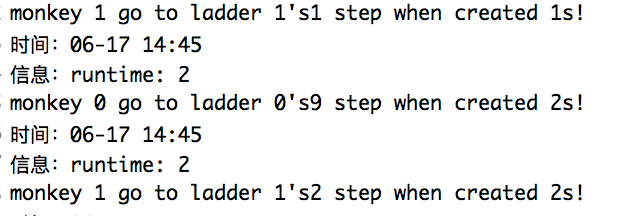 monkey 1 go to ladder 1's1 step when created 1s!
时间：06-17 14:45
信息：runtime: 2
monkey 0 go to ladder 0's9 step when created 2s!
时间：06-17 14:45
信息：runtime: 2
monkey 1 go to ladder 1's2 step when created 2s!